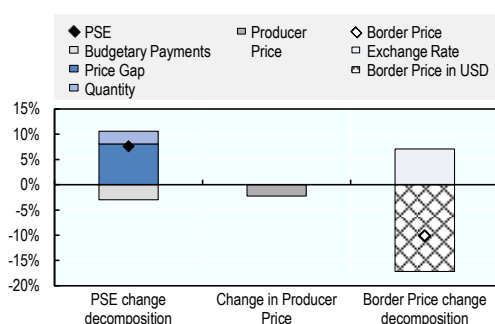 PSE
Budgetary Payments
Price Gap
Quantity
Producer
Price
Border Price
Exchange Rate
Border Price in USD
15%
10%
5%
0%
-5%
-10%
-15%
-20%
PSE change
decomposition
Change in Producer
Price
Border Price change
decomposition